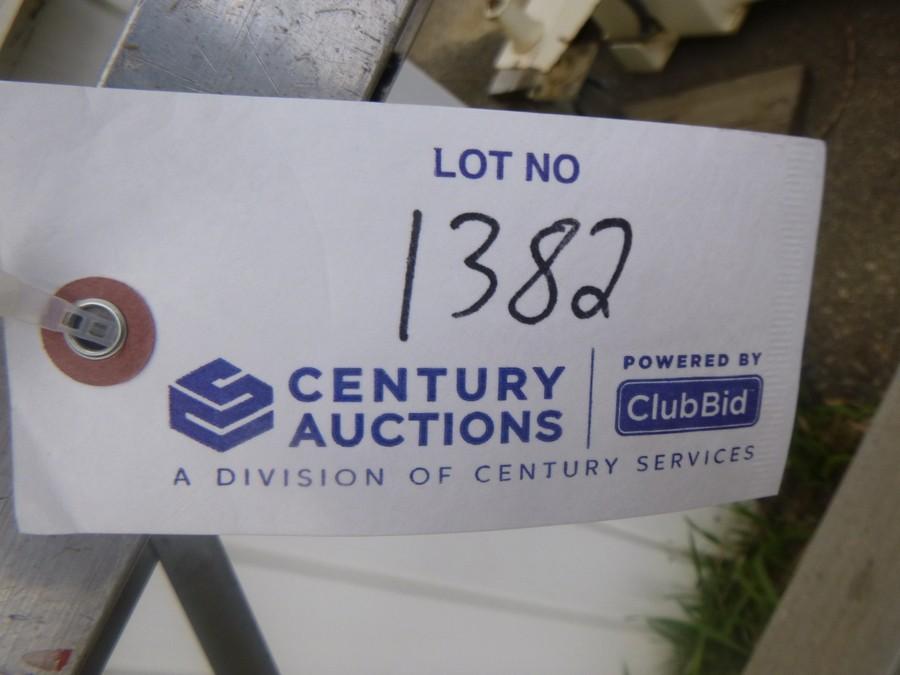 LOT NO
1382
CENTURY
AUCTIONS
POWERED BY
ClubBid
A DIVISION OF CENTURY SERVICES